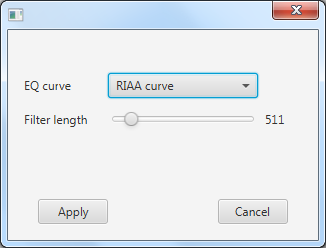 EQ curve RIAA curve
Filter length 511
Apply Cancel